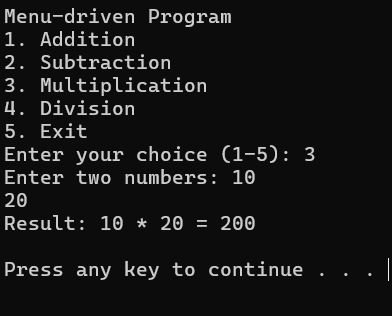 Menu-driven Program
1. Addition
2. Subtraction
3. Multiplication
4. Division
5. Exit
Enter your choice (1-5): 3
Enter two numbers: 10
20
Result: 10 * 20 = 200
Press any key to continue . . .